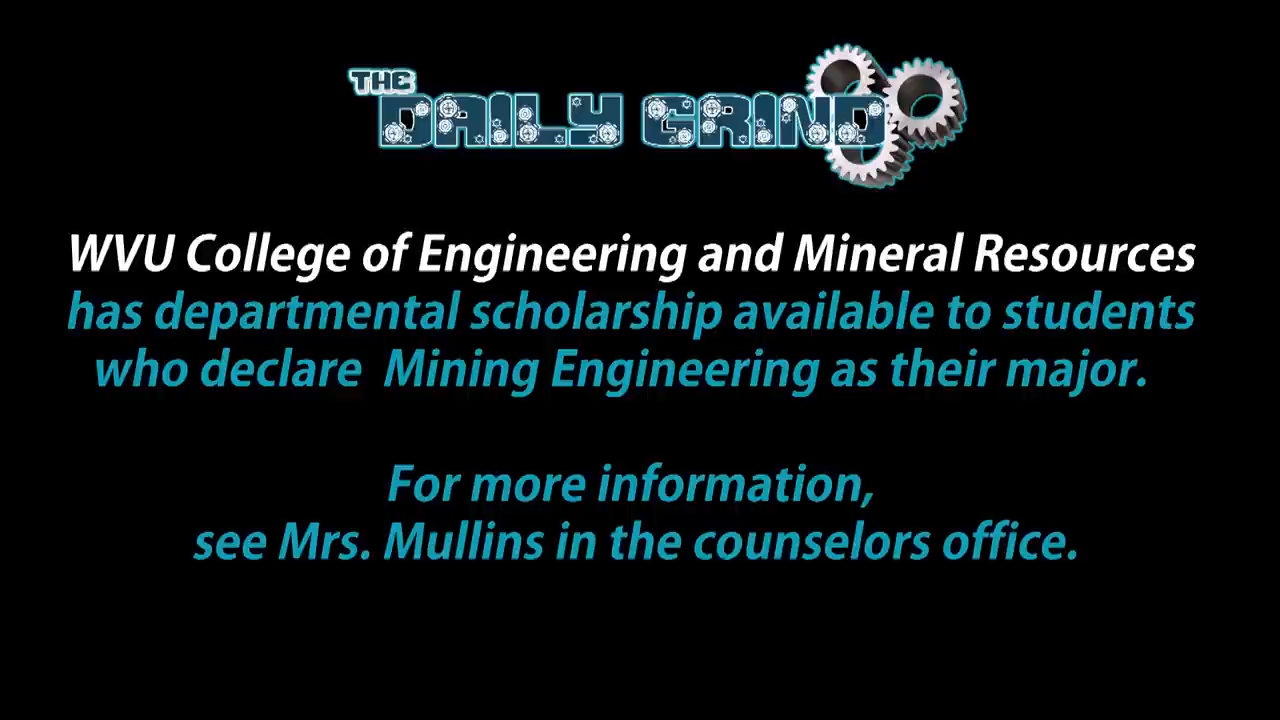 THE
DAILY GRIND
WVU College of Engineering and Mineral Resources
has departmental scholarship available to students
who declare  Mining Engineering as their major.
For more information,
see Mrs. Mullins in the counselors office.